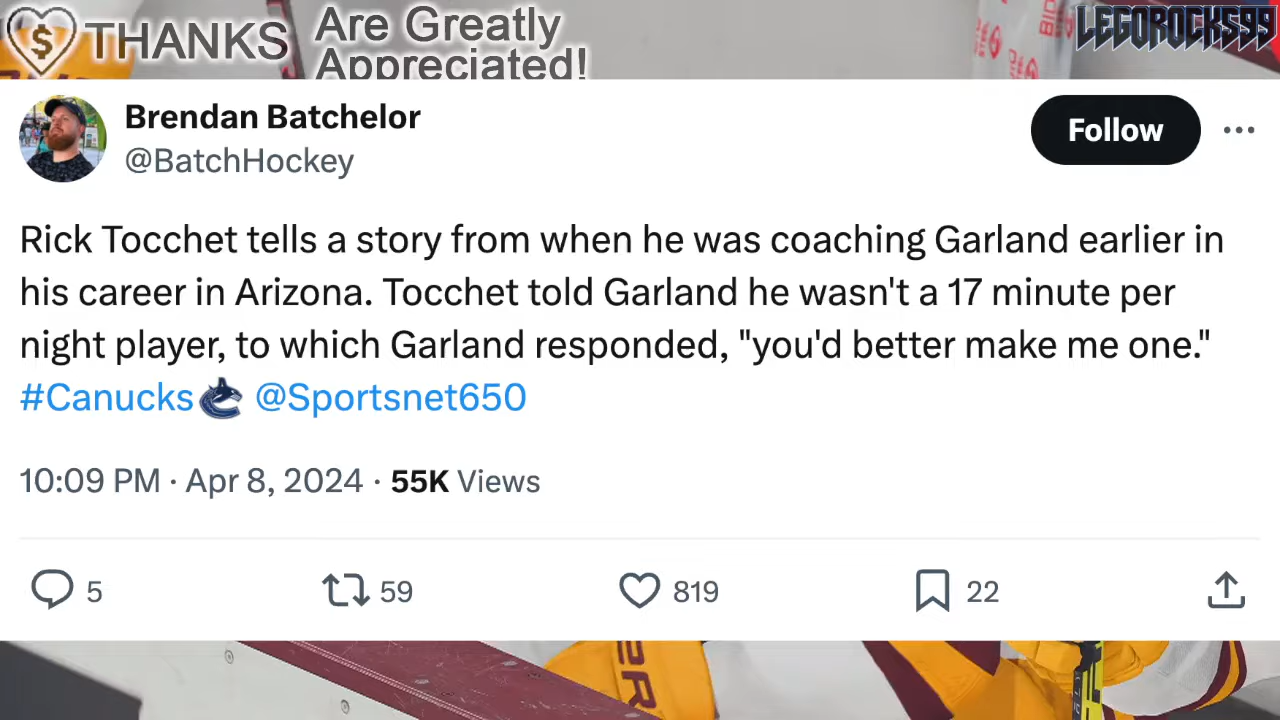 THANKS Are Greatly
Appreciated!
LEGOROCKS99
Brendan Batchelor
@BatchHockey
Follow
Rick Tocchet tells a story from when he was coaching Garland earlier in
his career in Arizona. Tocchet told Garland he wasn't a 17 minute per
night player, to which Garland responded, "you'd better make me one."
#Canucks @Sportsnet650
10:09 PM · Apr 8, 2024 · 55K Views
5 59 819 22